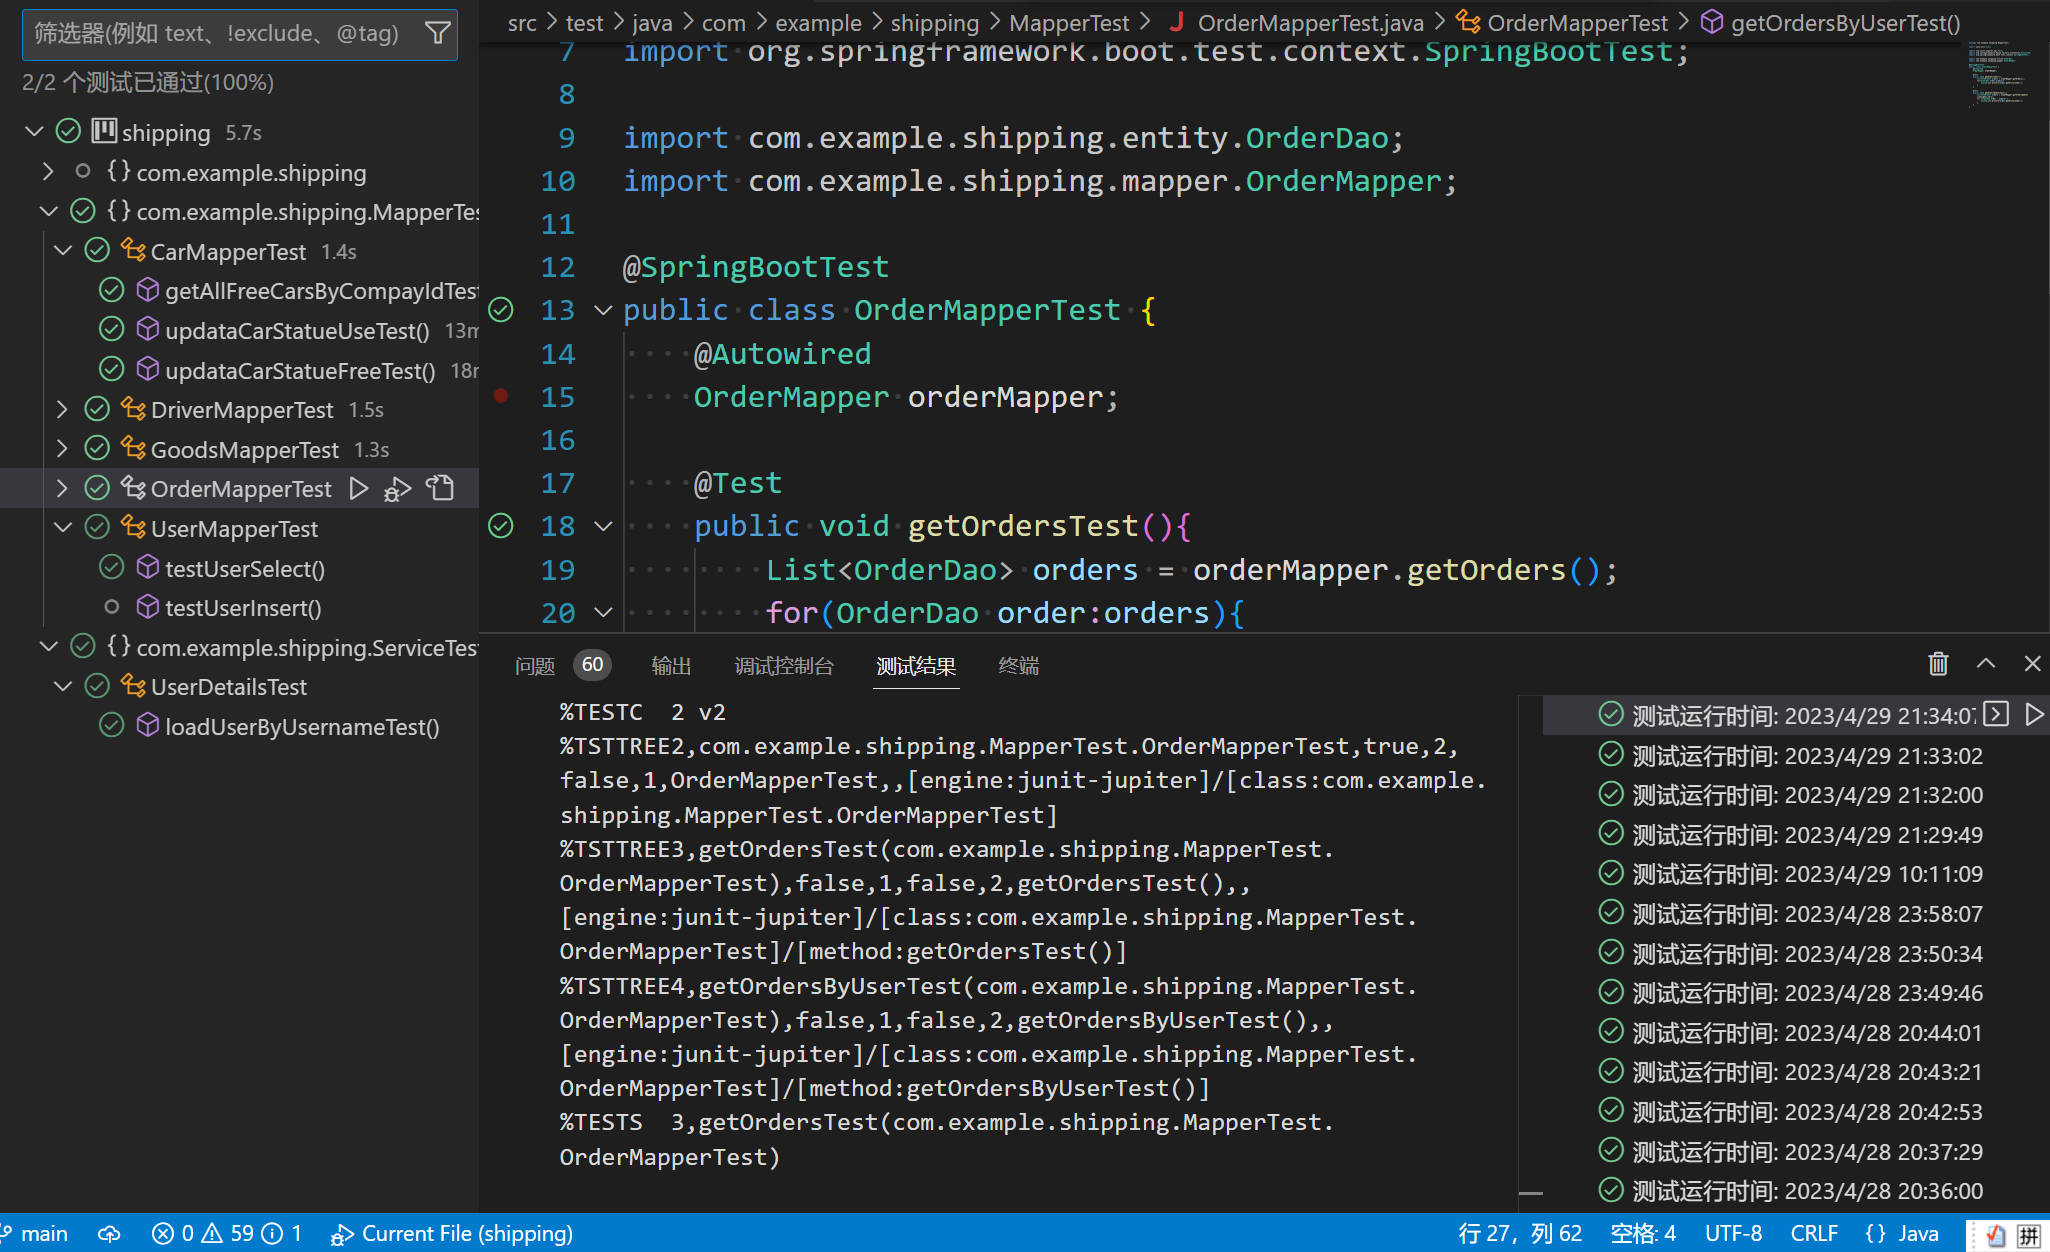 筛选器(例如 text、!exclude、@tag)
2/2 个测试已通过(100%)
shipping 5.7s
{} com.example.shipping
{} com.example.shipping.MapperTes
CarMapperTest 1.4s
getAllFreeCarsByCompayIdTest
updataCarStatueUseTest() 13m
updataCarStatueFreeTest() 18m
DriverMapperTest 1.5s
GoodsMapperTest 1.3s
OrderMapperTest
UserMapperTest
testUserSelect()
testUserInsert()
{} com.example.shipping.ServiceTes
UserDetailsTest
loadUserByUsernameTest()
src > test > java > com > example > shipping > MapperTest > J OrderMapperTest.java > OrderMapperTest > getOrdersByUserTest()
7 import org.springframework.boot.test.context.SpringBootTest;
8
9 import com.example.shipping.entity.OrderDao;
10 import com.example.shipping.mapper.OrderMapper;
11
12 @SpringBootTest
13 public class OrderMapperTest {
14 @Autowired
15 OrderMapper orderMapper;
16
17 @Test
18 public void getOrdersTest(){
19 List<OrderDao> orders = orderMapper.getOrders();
20 for(OrderDao order:orders){
问题 60 输出 调试控制台 测试结果 终端
%TESTC  2 v2
%TSTTREE2,com.example.shipping.MapperTest.OrderMapperTest,true,2,
false,1,OrderMapperTest,,[engine:junit-jupiter]/[class:com.example.
shipping.MapperTest.OrderMapperTest]
%TSTTREE3,getOrdersTest(com.example.shipping.MapperTest.
OrderMapperTest),false,1,false,2,getOrdersTest(),,
[engine:junit-jupiter]/[class:com.example.shipping.MapperTest.
OrderMapperTest]/[method:getOrdersTest()]
%TSTTREE4,getOrdersByUserTest(com.example.shipping.MapperTest.
OrderMapperTest),false,1,false,2,getOrdersByUserTest(),,
[engine:junit-jupiter]/[class:com.example.shipping.MapperTest.
OrderMapperTest]/[method:getOrdersByUserTest()]
%TESTS  3,getOrdersTest(com.example.shipping.MapperTest.
OrderMapperTest)
测试运行时间: 2023/4/29 21:34:07
测试运行时间: 2023/4/29 21:33:02
测试运行时间: 2023/4/29 21:32:00
测试运行时间: 2023/4/29 21:29:49
测试运行时间: 2023/4/29 10:11:09
测试运行时间: 2023/4/28 23:58:07
测试运行时间: 2023/4/28 23:50:34
测试运行时间: 2023/4/28 23:49:46
测试运行时间: 2023/4/28 20:44:01
测试运行时间: 2023/4/28 20:43:21
测试运行时间: 2023/4/28 20:42:53
测试运行时间: 2023/4/28 20:37:29
测试运行时间: 2023/4/28 20:36:00
main 0 59 1 Current File (shipping) 行 27，列 62 空格: 4 UTF-8 CRLF {} Java 拼